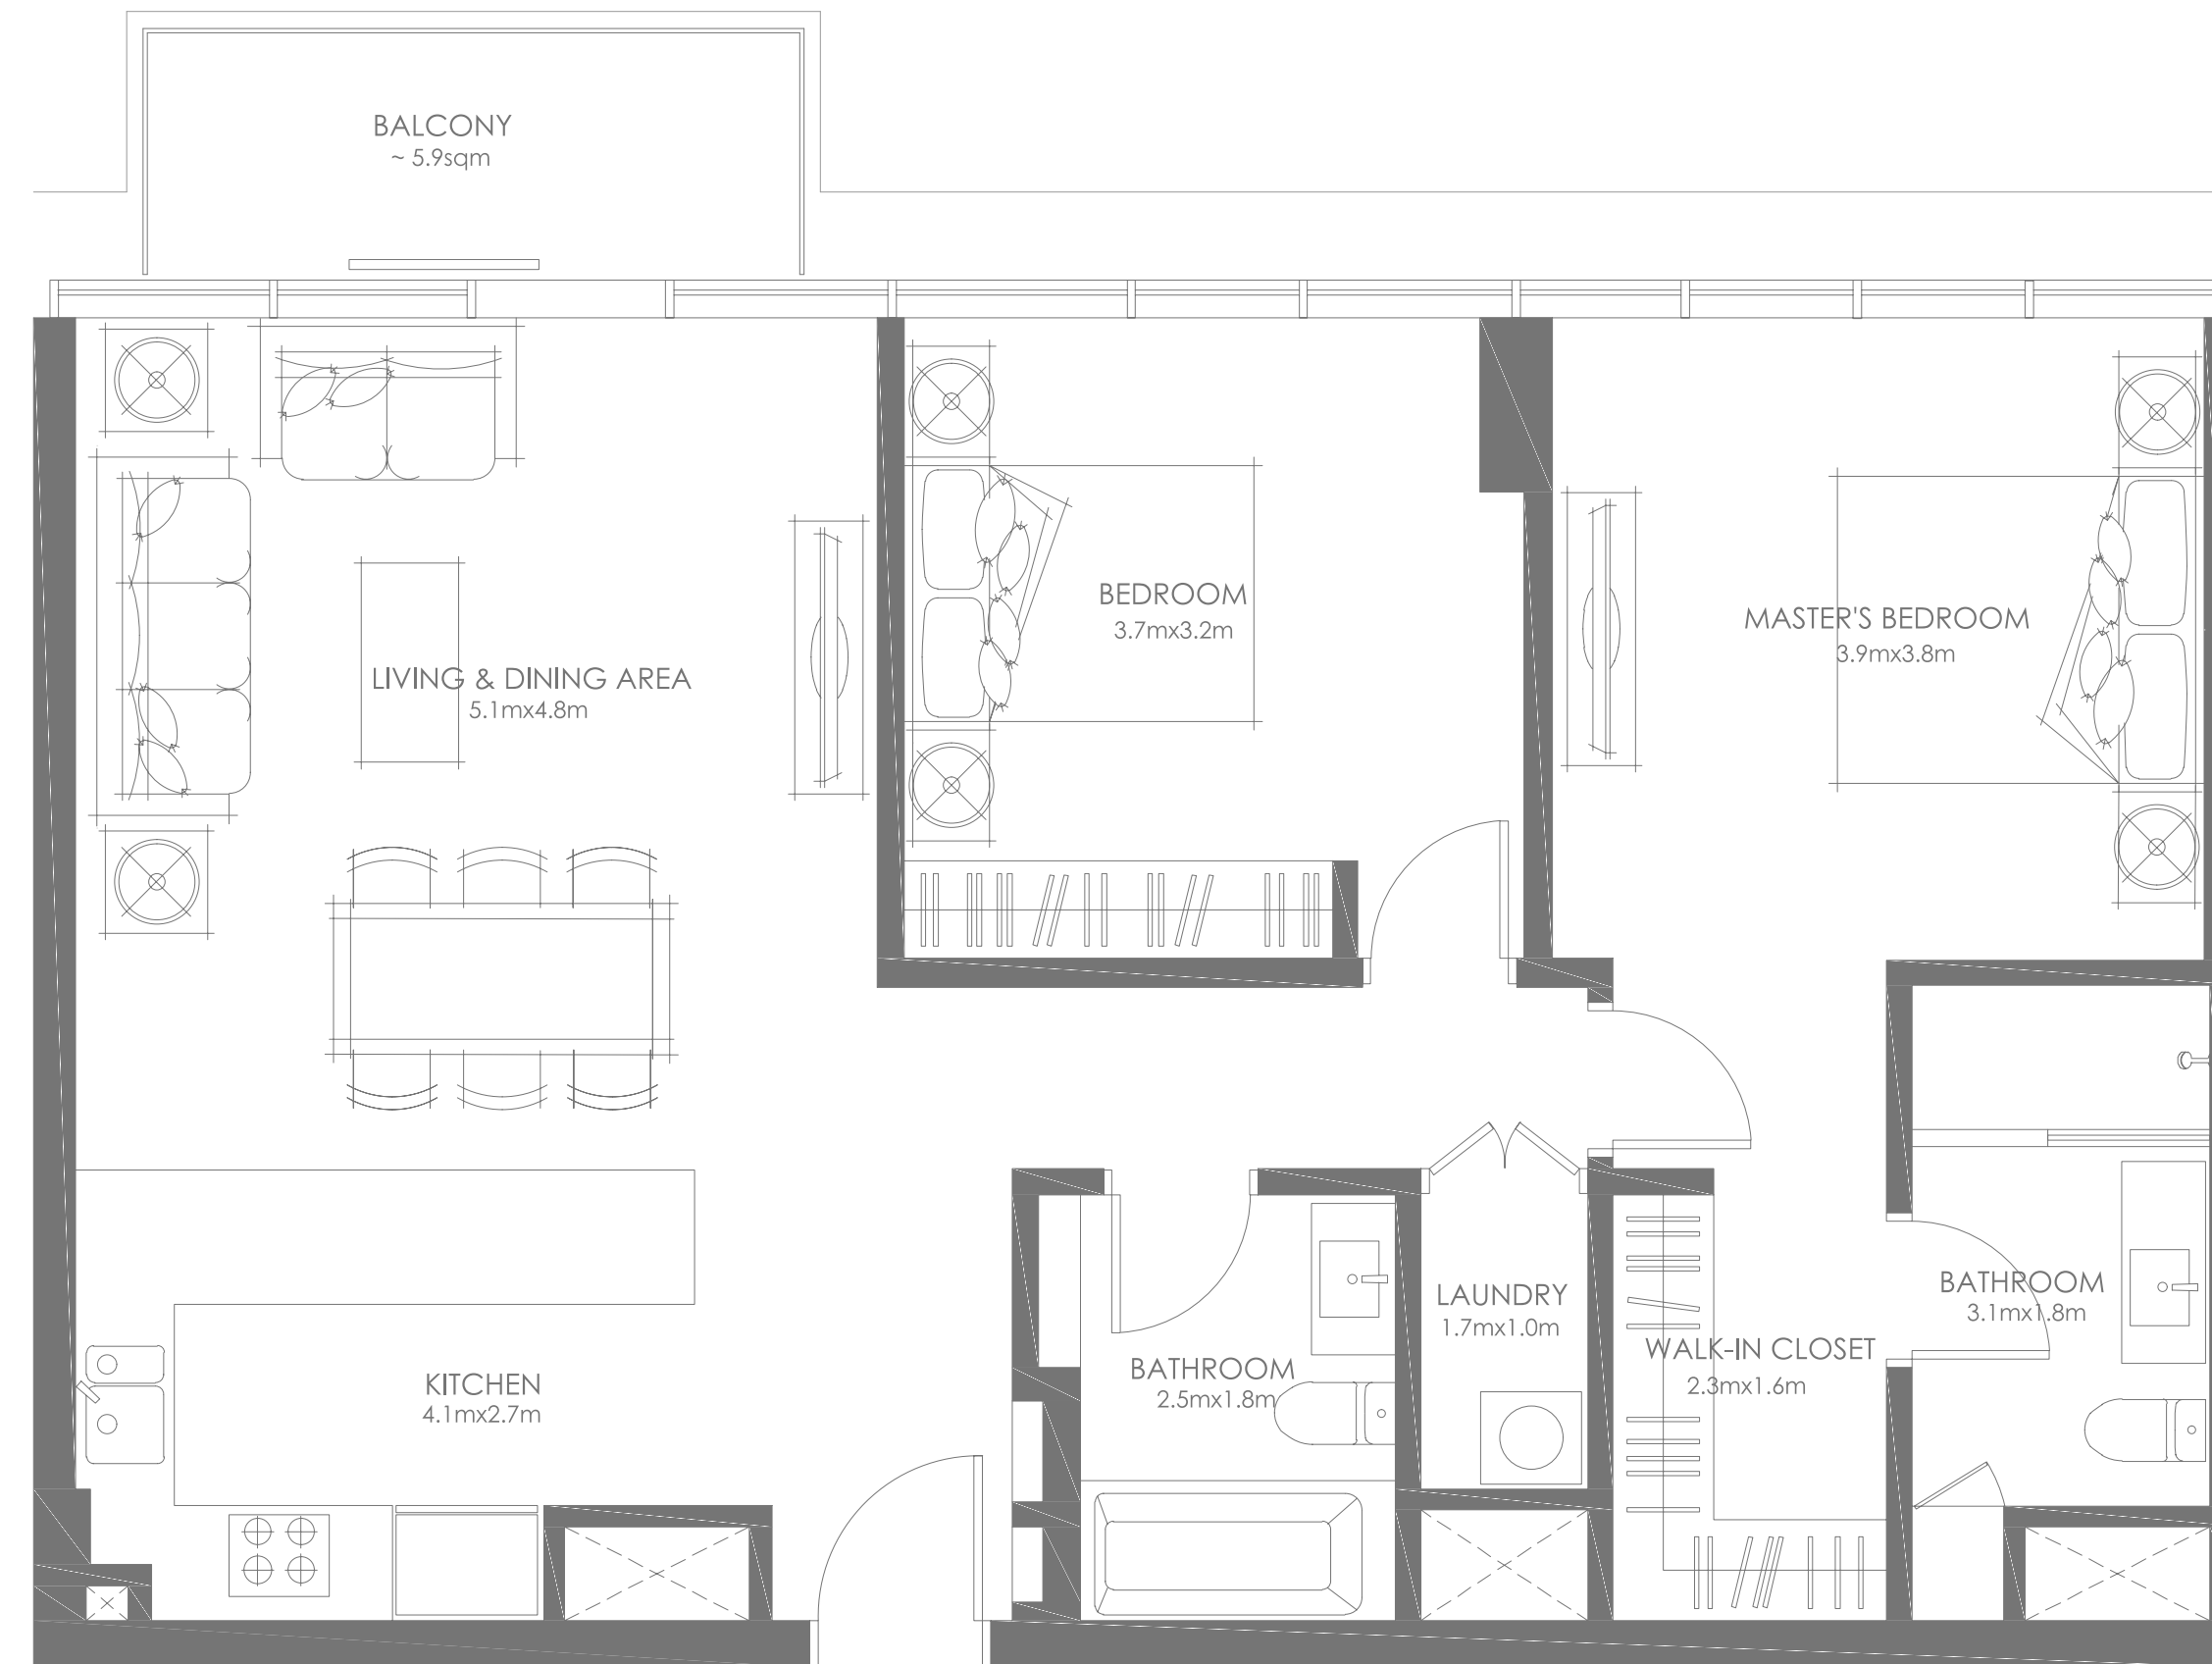 BALCONY
~ 5.9sqm
BEDROOM
3.7mx3.2m
MASTER'S BEDROOM
3.9mx3.8m
LIVING & DINING AREA
5.1mx4.8m
LAUNDRY
1.7mx1.0m
BATHROOM
3.1mx1.8m
WALK-IN CLOSET
2.3mx1.6m
BATHROOM
2.5mx1.8m
KITCHEN
4.1mx2.7m